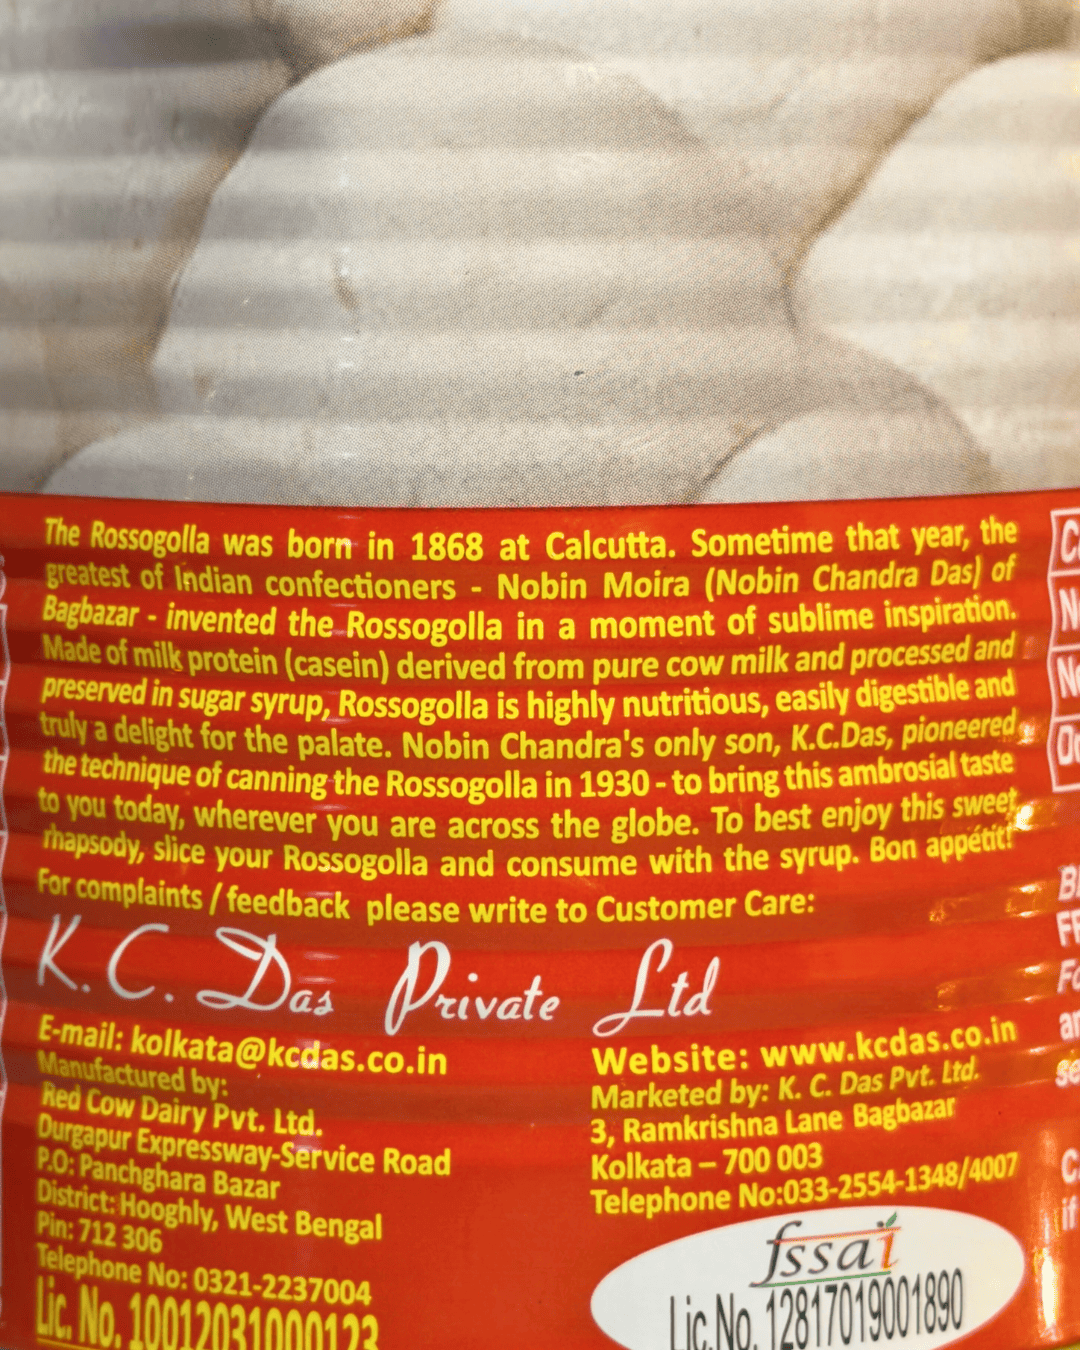 The Rossogolla was born in 1868 at Calcutta. Sometime that year, the
greatest of Indian confectioners - Nobin Moira (Nobin Chandra Das) of
Bagbazar - invented the Rossogolla in a moment of sublime inspiration.
Made of milk protein (casein) derived from pure cow milk and processed and
preserved in sugar syrup, Rossogolla is highly nutritious, easily digestible and
truly a delight for the palate. Nobin Chandra's only son, K.C.Das, pioneered
the technique of canning the Rossogolla in 1930 - to bring this ambrosial taste
to you today, wherever you are across the globe. To best enjoy this sweet
rhapsody, slice your Rossogolla and consume with the syrup. Bon appétit!
For complaints / feedback please write to Customer Care:
K. C. Das Private Ltd
E-mail: kolkata@kcdas.co.in
Manufactured by:
Red Cow Dairy Pvt. Ltd.
Durgapur Expressway-Service Road
P.O: Panchghara Bazar
District: Hooghly, West Bengal
Pin: 712 306
Telephone No: 0321-2237004
Lic. No. 10012031000123
Website: www.kcdas.co.in
Marketed by: K. C. Das Pvt. Ltd.
3, Ramkrishna Lane Bagbazar
Kolkata – 700 003
Telephone No:033-2554-1348/4007
fssai
Lic.No. 12817019001890